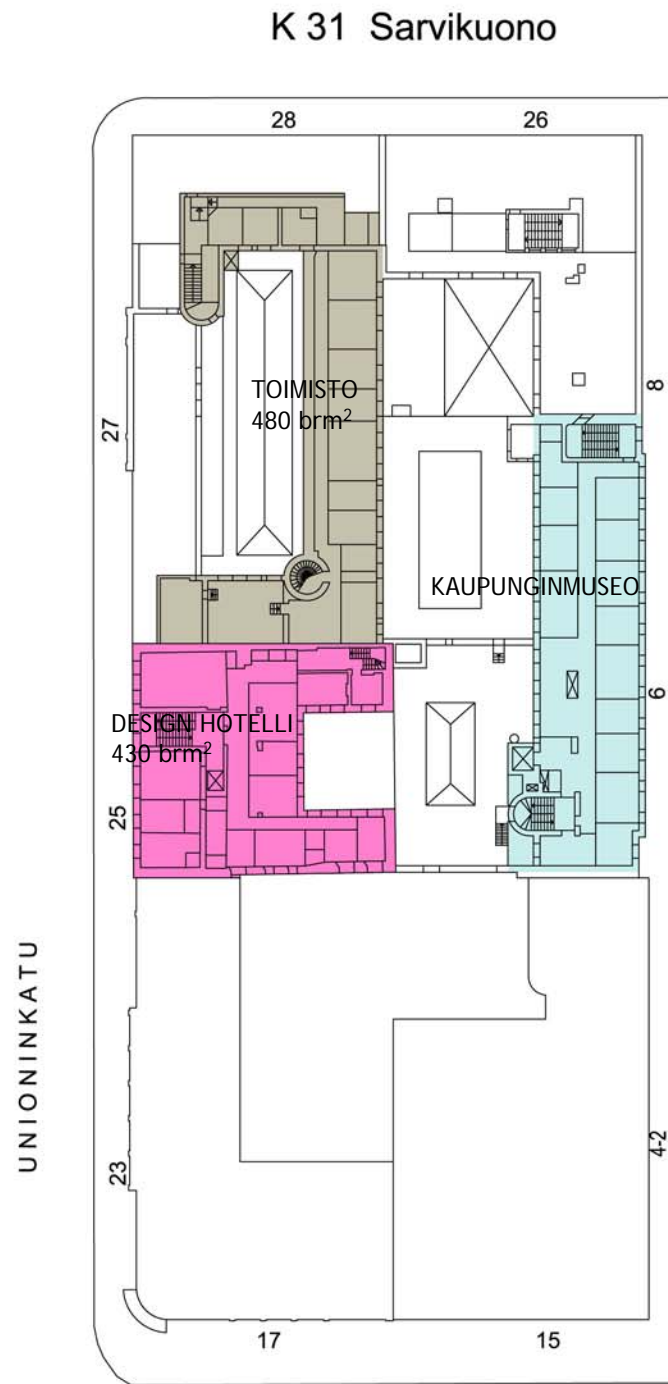 K 31 Sarvikuono
28
26
TOIMISTO
480 brm²
8
27
KAUPUNGINMUSEO
6
DESIGN HOTELLI
430 brm²
25
UNIONINKATU
23
4-2
17
15